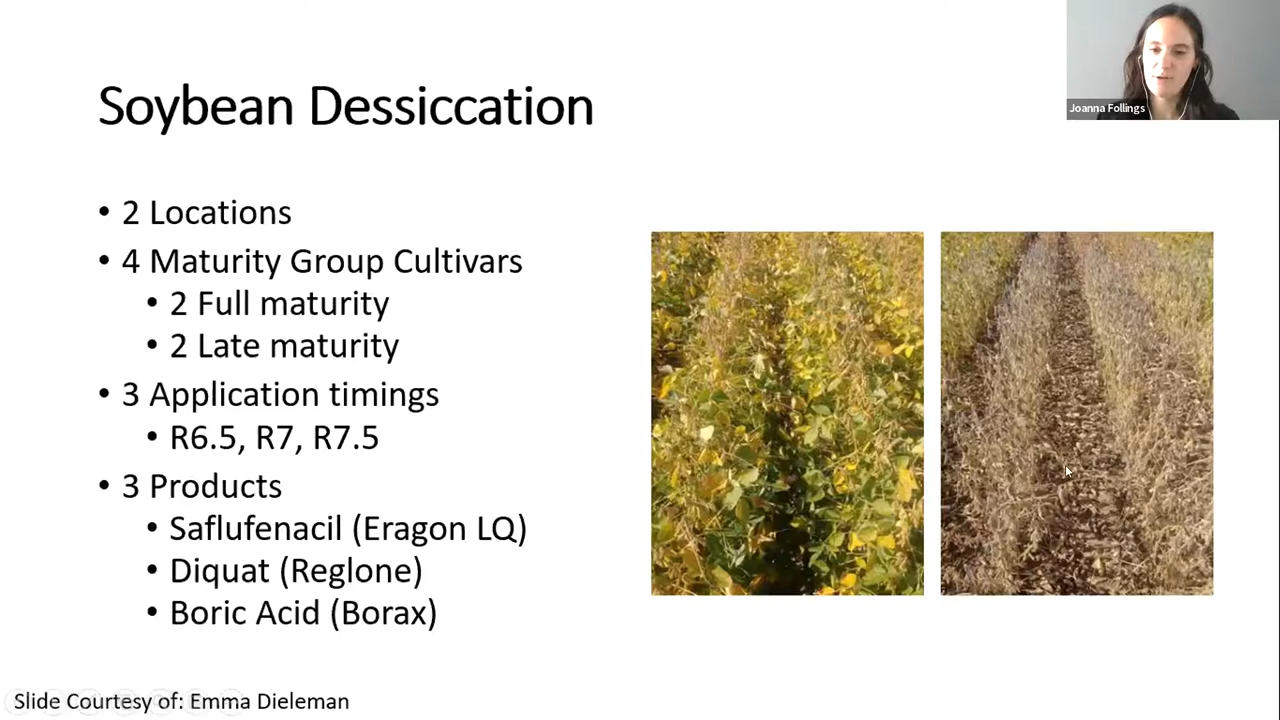 Joanna Follings
Soybean Dessiccation
• 2 Locations
• 4 Maturity Group Cultivars
• 2 Full maturity
• 2 Late maturity
• 3 Application timings
• R6.5, R7, R7.5
• 3 Products
• Saflufenacil (Eragon LQ)
• Diquat (Reglone)
• Boric Acid (Borax)
Slide Courtesy of: Emma Dieleman